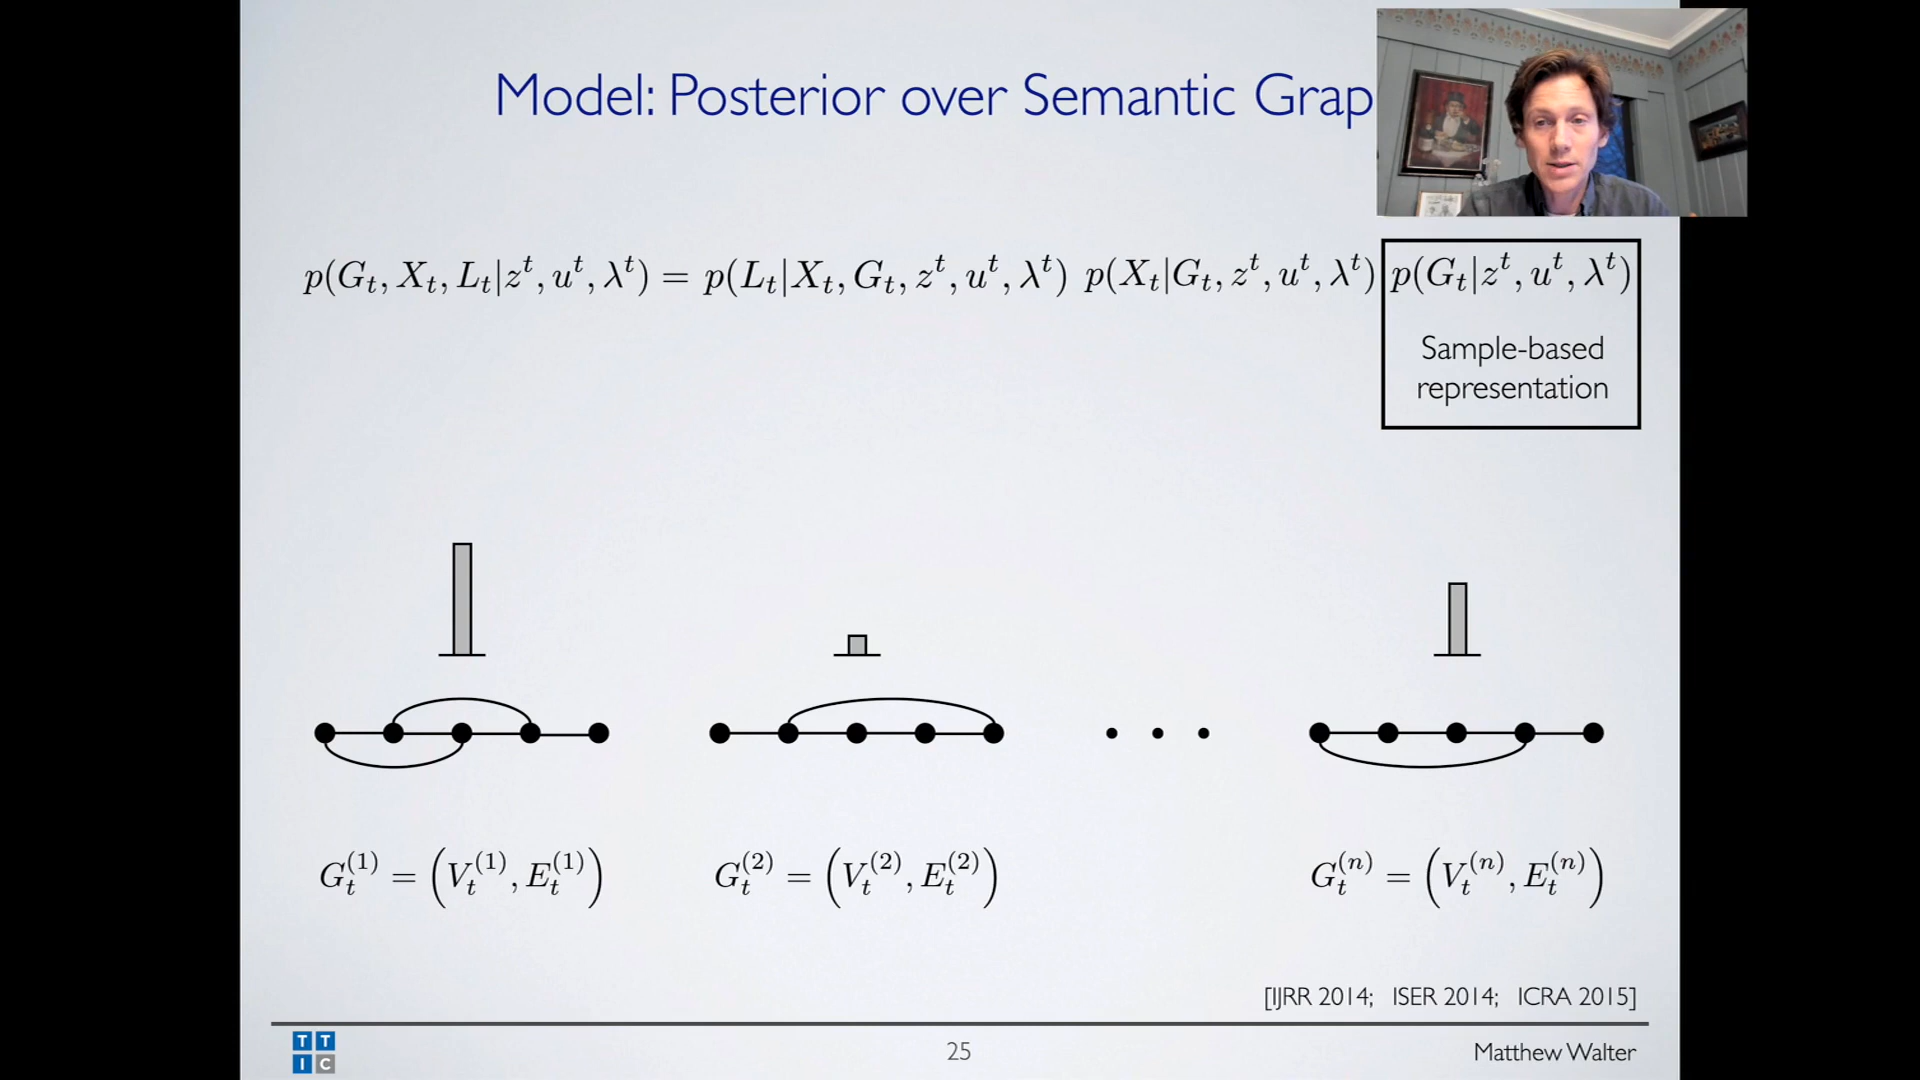 Model: Posterior over Semantic Grap
p(G_t, X_t, L_t|z^t, u^t, λ^t) = p(L_t|X_t, G_t, z^t, u^t, λ^t) p(X_t|G_t, z^t, u^t, λ^t) p(G_t|z^t, u^t, λ^t)
Sample-based
representation
G_t^{(1)} = (V_t^{(1)}, E_t^{(1)})
G_t^{(2)} = (V_t^{(2)}, E_t^{(2)})
• • •
G_t^{(n)} = (V_t^{(n)}, E_t^{(n)})
[IJRR 2014; ISER 2014; ICRA 2015]
TTIC
25
Matthew Walter